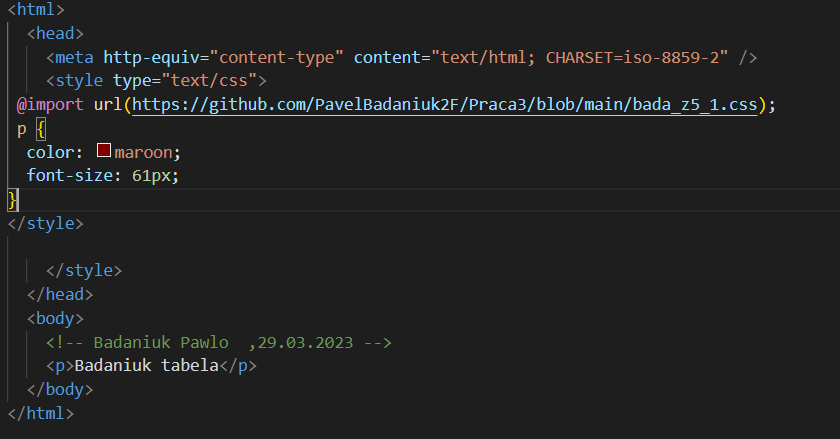 <html>
<head>
<meta http-equiv="content-type" content="text/html; CHARSET=iso-8859-2" />
<style type="text/css">
@import url(https://github.com/PavelBadaniuk2F/Praca3/blob/main/bada_z5_1.css);
p {
color: maroon;
font-size: 61px;
}
</style>
</style>
</head>
<body>
<!-- Badaniuk Pawlo  ,29.03.2023 -->
<p>Badaniuk tabela</p>
</body>
</html>